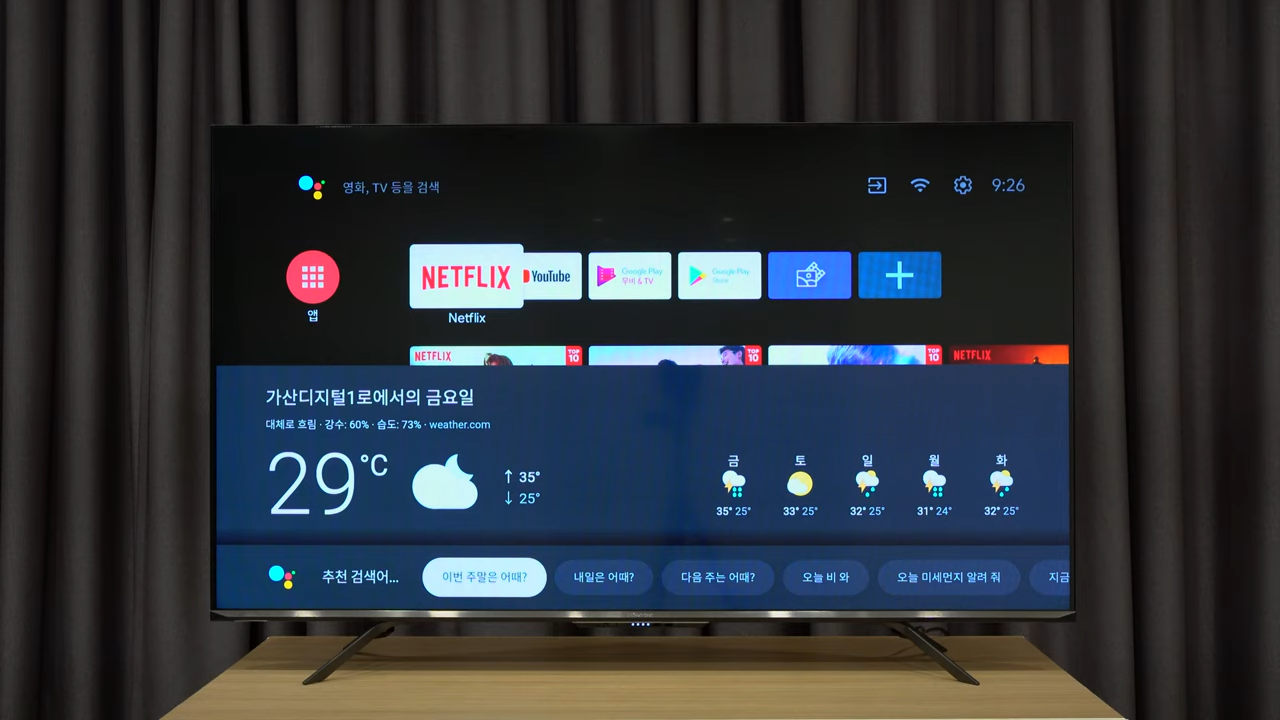 영화, TV 등을 검색
9:26
NETFLIX
YouTube
Google Play
무비 & TV
Google Play
Store
앱
Netflix
NETFLIX
TOP 10
TOP 10
TOP 10
NETFLIX
가산디지털1로에서의 금요일
대체로 흐림 · 강수: 60% · 습도: 73% · weather.com
29°C
↑ 35°
↓ 25°
금 토 일 월 화
35° 25° 33° 25° 32° 25° 31° 24° 32° 25°
추천 검색어...
이번 주말은 어때?
내일은 어때?
다음 주는 어때?
오늘 비 와
오늘 미세먼지 알려 줘
지금